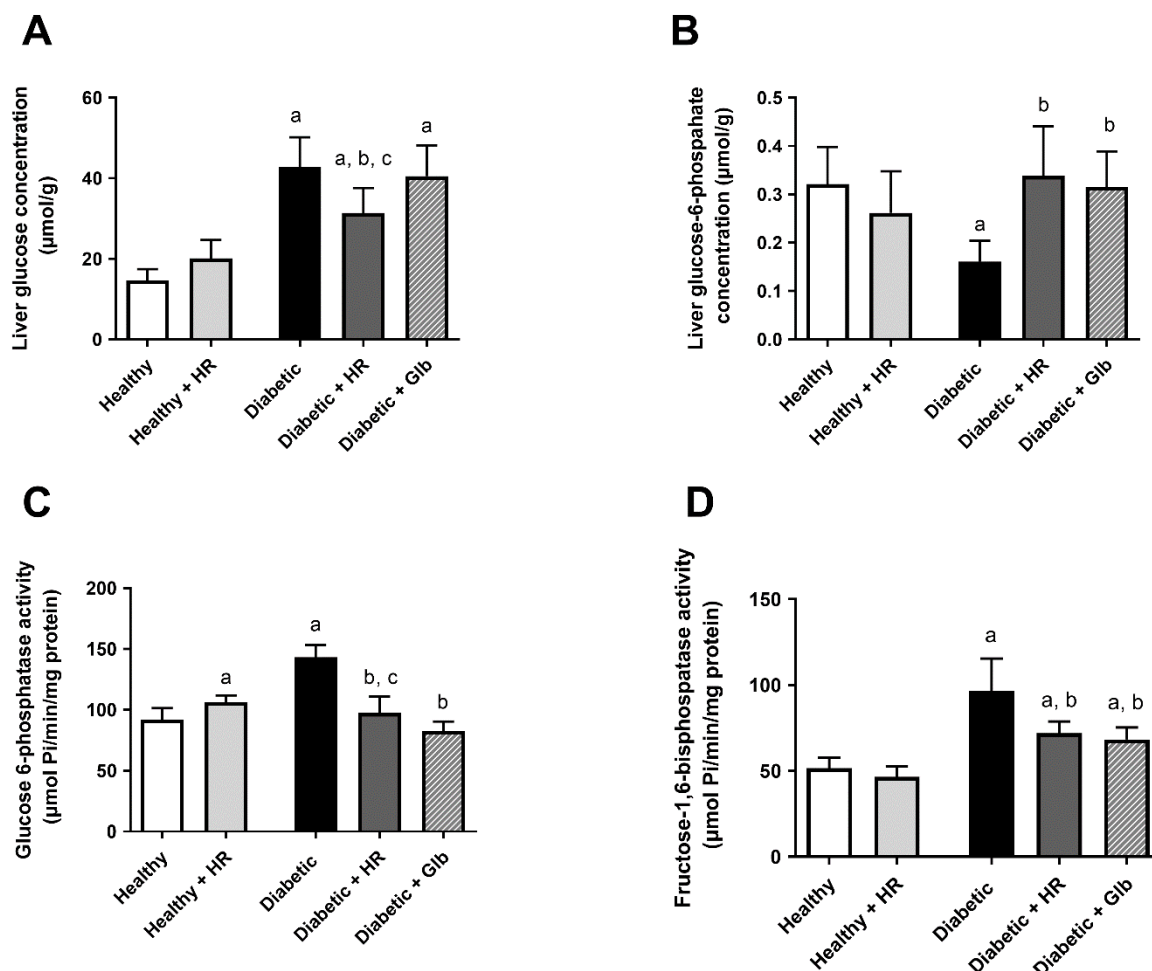 A
Liver glucose concentration
(µmol/g)
60
40
20
0
a
a, b, c
a
Healthy
Healthy + HR
Diabetic
Diabetic + HR
Diabetic + Glb
B
Liver glucose-6-phospahate
concentration (µmol/g)
0.5
0.4
0.3
0.2
0.1
0.0
a
b
b
Healthy
Healthy + HR
Diabetic
Diabetic + HR
Diabetic + Glb
C
Glucose 6-phosphatase activity
(µmol Pi/min/mg protein)
200
150
100
50
0
a
a
b, c
b
Healthy
Healthy + HR
Diabetic
Diabetic + HR
Diabetic + Glb
D
Fructose-1,6-bisphospatase activity
(µmol Pi/min/mg protein)
150
100
50
0
a
a, b
a, b
Healthy
Healthy + HR
Diabetic
Diabetic + HR
Diabetic + Glb